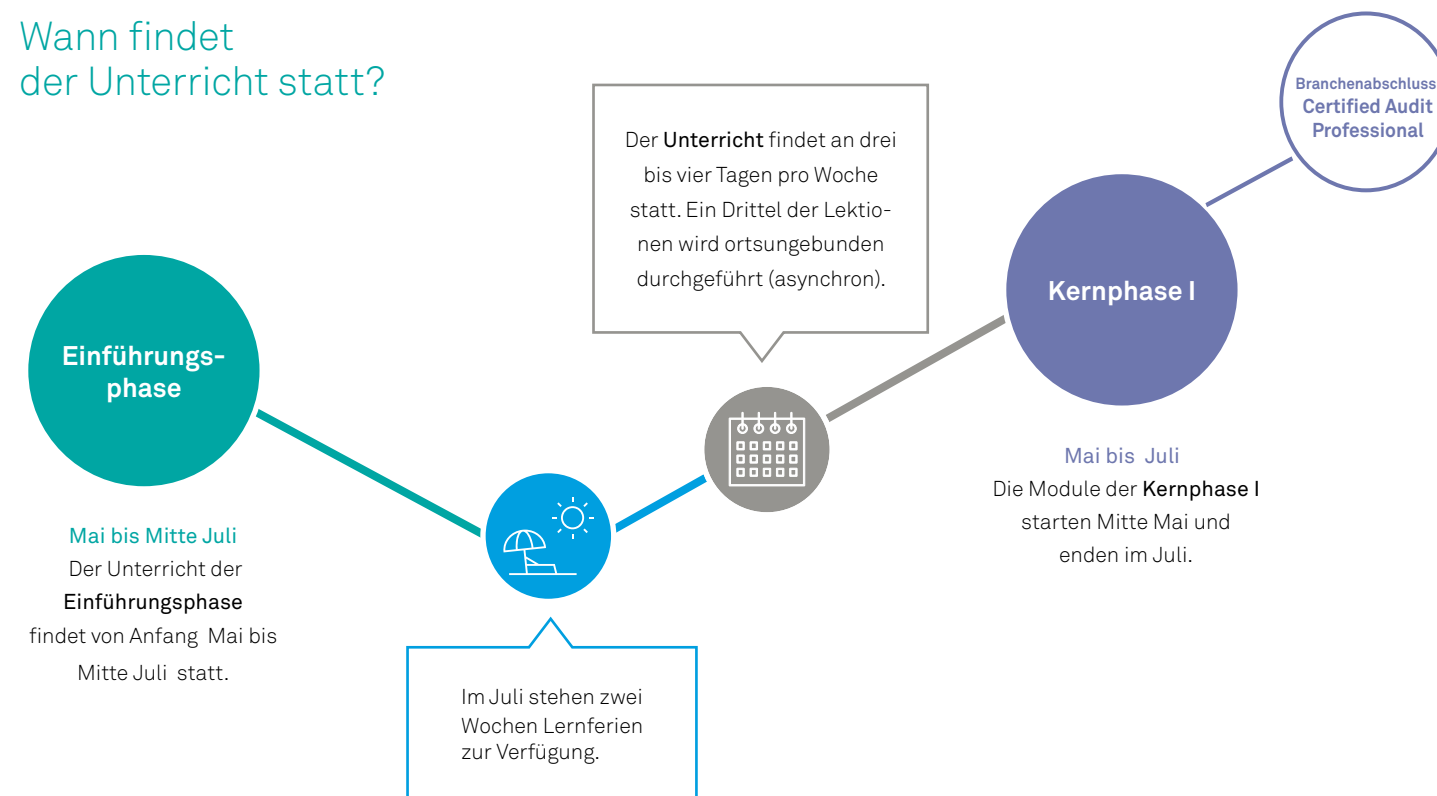 Wann findet
der Unterricht statt?
Branchenabschluss
Certified Audit
Professional
Der Unterricht findet an drei
bis vier Tagen pro Woche
statt. Ein Drittel der Lektio-
nen wird ortsungebunden
durchgeführt (asynchron).
Kernphase I
Einführungs-
phase
Mai bis Juli
Die Module der Kernphase I
starten Mitte Mai und
enden im Juli.
Mai bis Mitte Juli
Der Unterricht der
Einführungsphase
findet von Anfang Mai bis
Mitte Juli statt.
Im Juli stehen zwei
Wochen Lernferien
zur Verfügung.